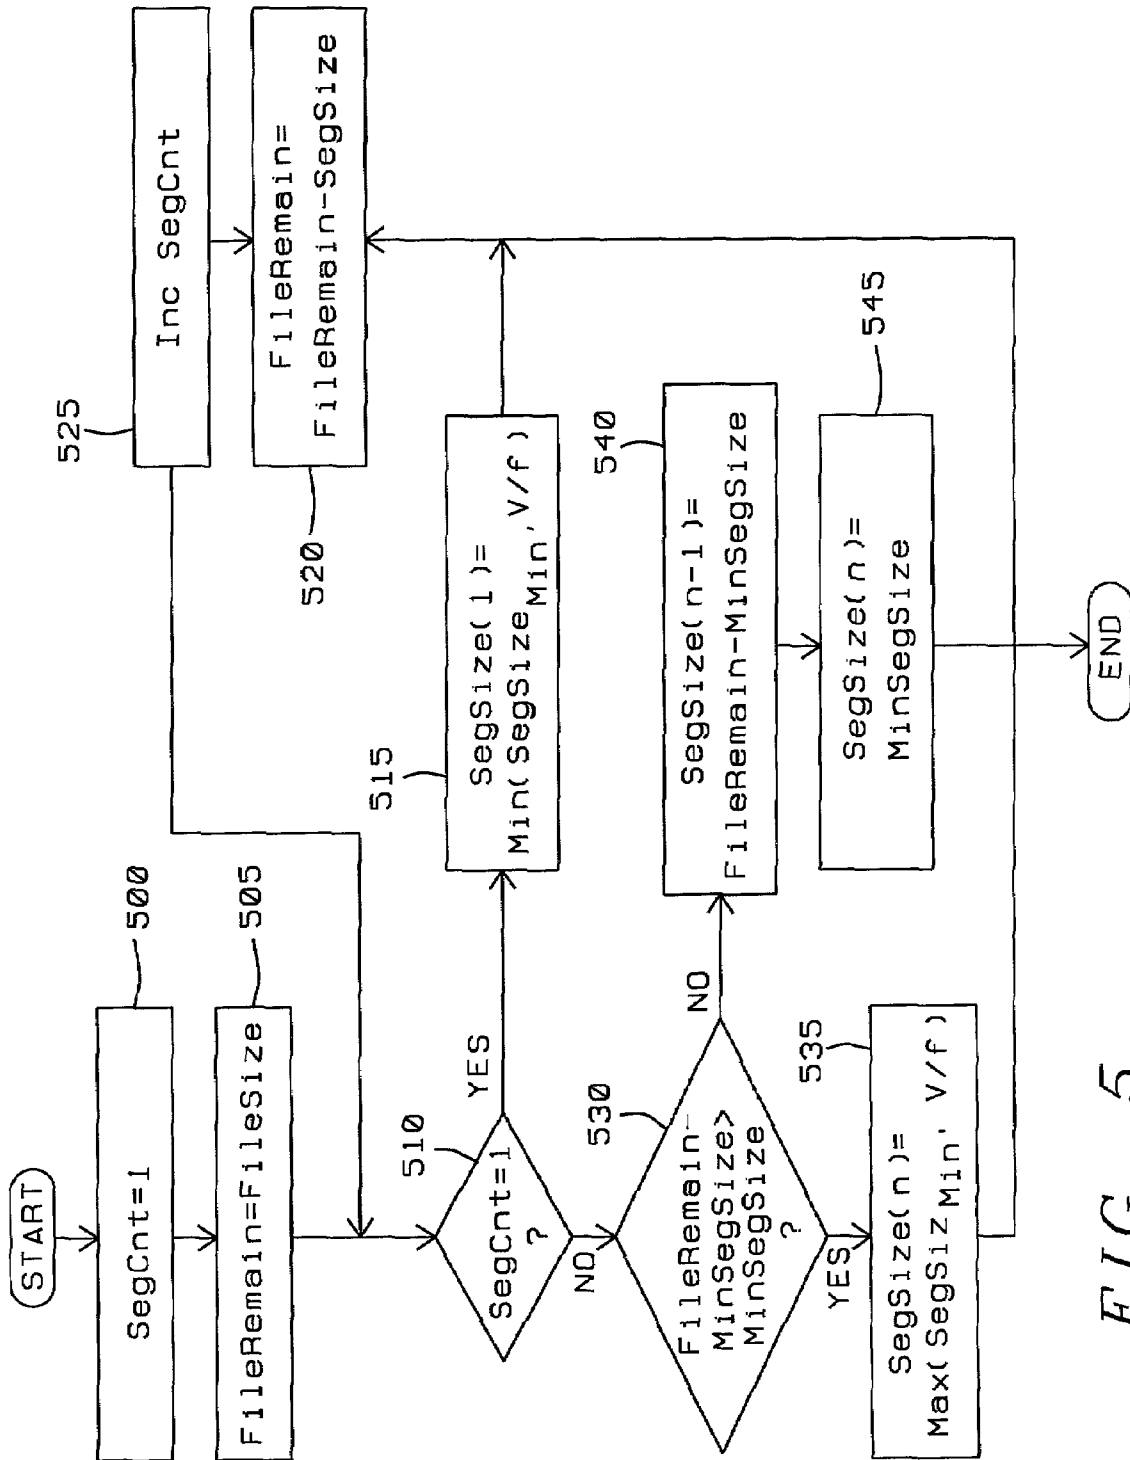 START
500
SegCnt=1
505
FileRemain=FileSize
510
SegCnt=1
?
YES
NO
515
SegSize(1)=
Min(SegSizeMin,V/f)
525
Inc SegCnt
520
FileRemain=
FileRemain-SegSize
530
FileRemain-
MinSegSize>
MinSegSize
?
NO
YES
535
SegSize(n)=
Max(SegSizMin, V/f)
540
SegSize(n-1)=
FileRemain-MinSegSize
545
SegSize(n)=
MinSegSize
END
FIG. 5